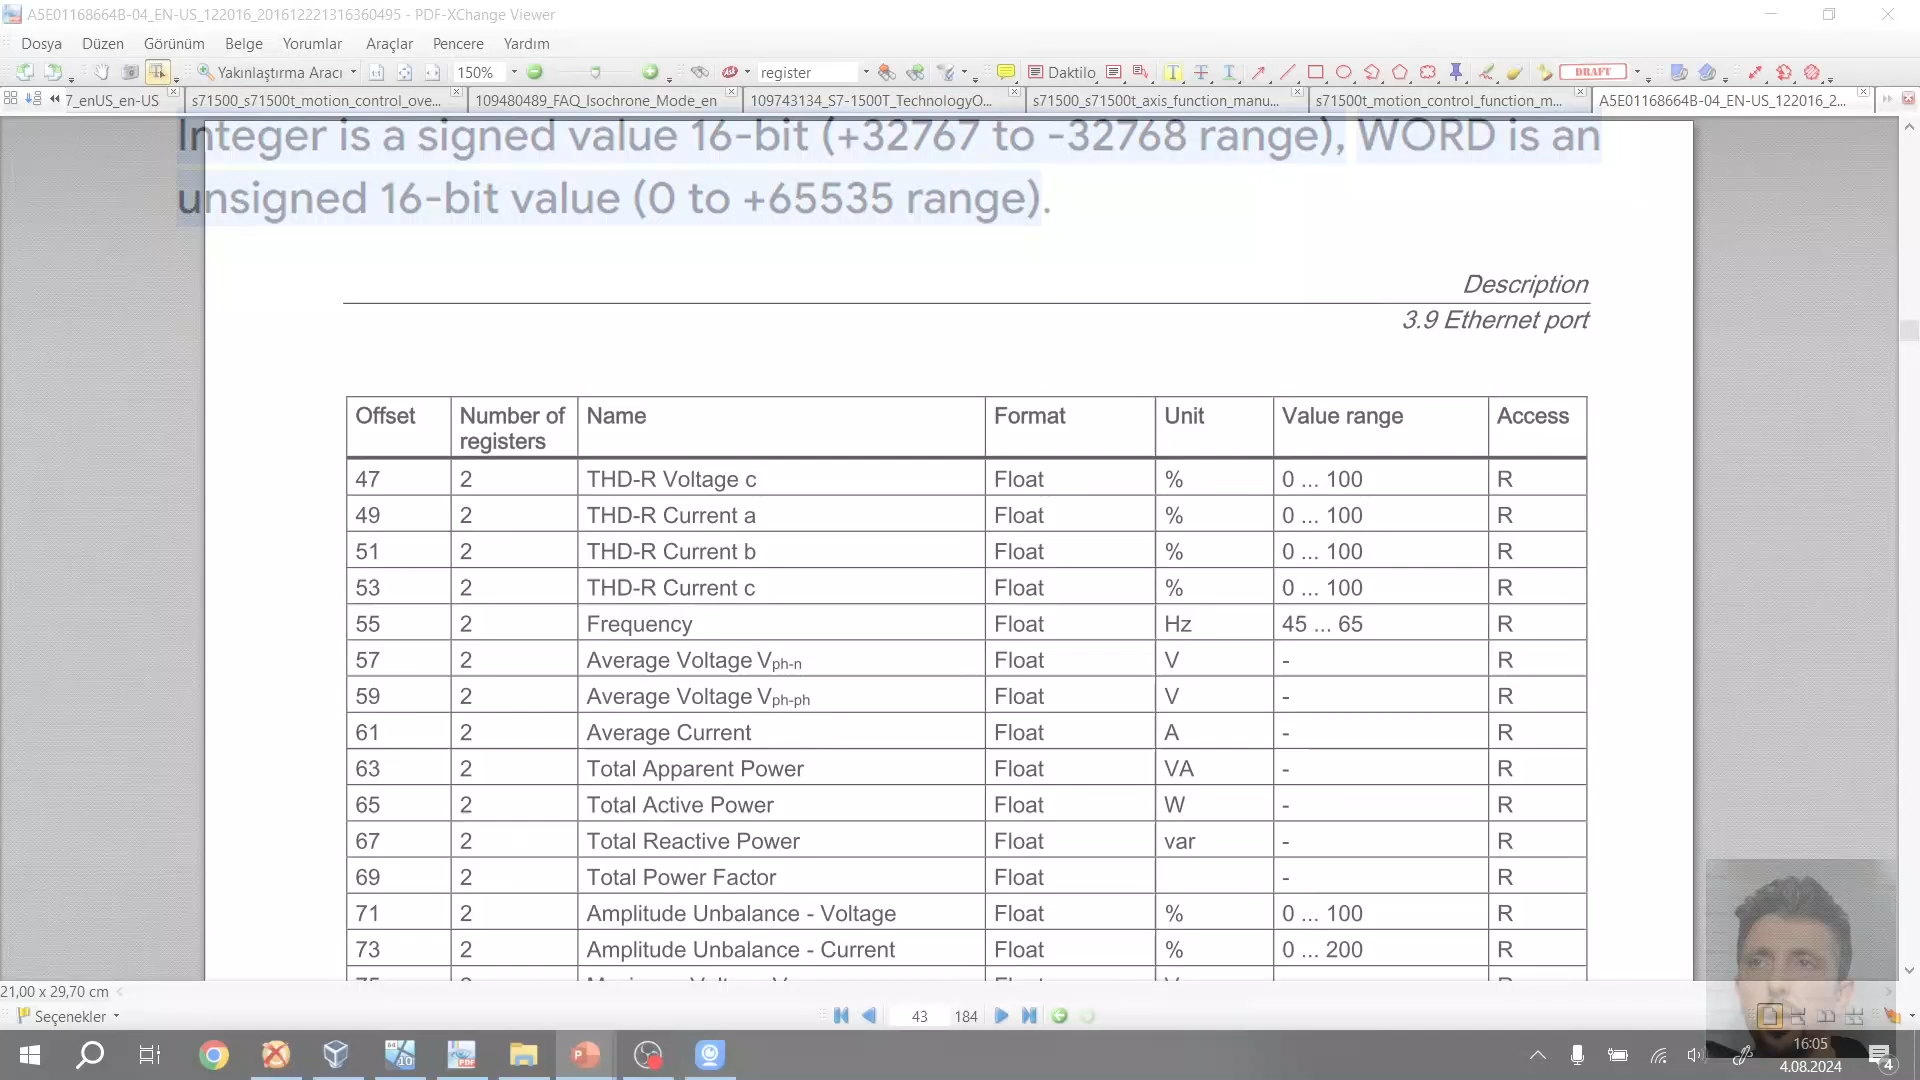 A5E01168664B-04_EN-US_122016_201612221316360495 - PDF-XChange Viewer
Dosya Düzen Görünüm Belge Yorumlar Araçlar Pencere Yardım
Yakınlaştırma Aracı 150% register Daktilo DRAFT
7_enUS_en-US s71500_s71500t_motion_control_ove... 109480489_FAQ_Isochrone_Mode_en 109743134_S7-1500T_TechnologyO... s71500_s71500t_axis_function_manu... s71500t_motion_control_function_m... A5E01168664B-04_EN-US_122016_2...
Integer is a signed value 16-bit (+32767 to -32768 range), WORD is an
unsigned 16-bit value (0 to +65535 range).
Description
3.9 Ethernet port
Offset Number of registers Name Format Unit Value range Access
47 2 THD-R Voltage c Float % 0 ... 100 R
49 2 THD-R Current a Float % 0 ... 100 R
51 2 THD-R Current b Float % 0 ... 100 R
53 2 THD-R Current c Float % 0 ... 100 R
55 2 Frequency Float Hz 45 ... 65 R
57 2 Average Voltage Vph-n Float V - R
59 2 Average Voltage Vph-ph Float V - R
61 2 Average Current Float A - R
63 2 Total Apparent Power Float VA - R
65 2 Total Active Power Float W - R
67 2 Total Reactive Power Float var - R
69 2 Total Power Factor Float - R
71 2 Amplitude Unbalance - Voltage Float % 0 ... 100 R
73 2 Amplitude Unbalance - Current Float % 0 ... 200 R
21,00 x 29,70 cm
Seçenekler 43 184
16:05
4.08.2024
4